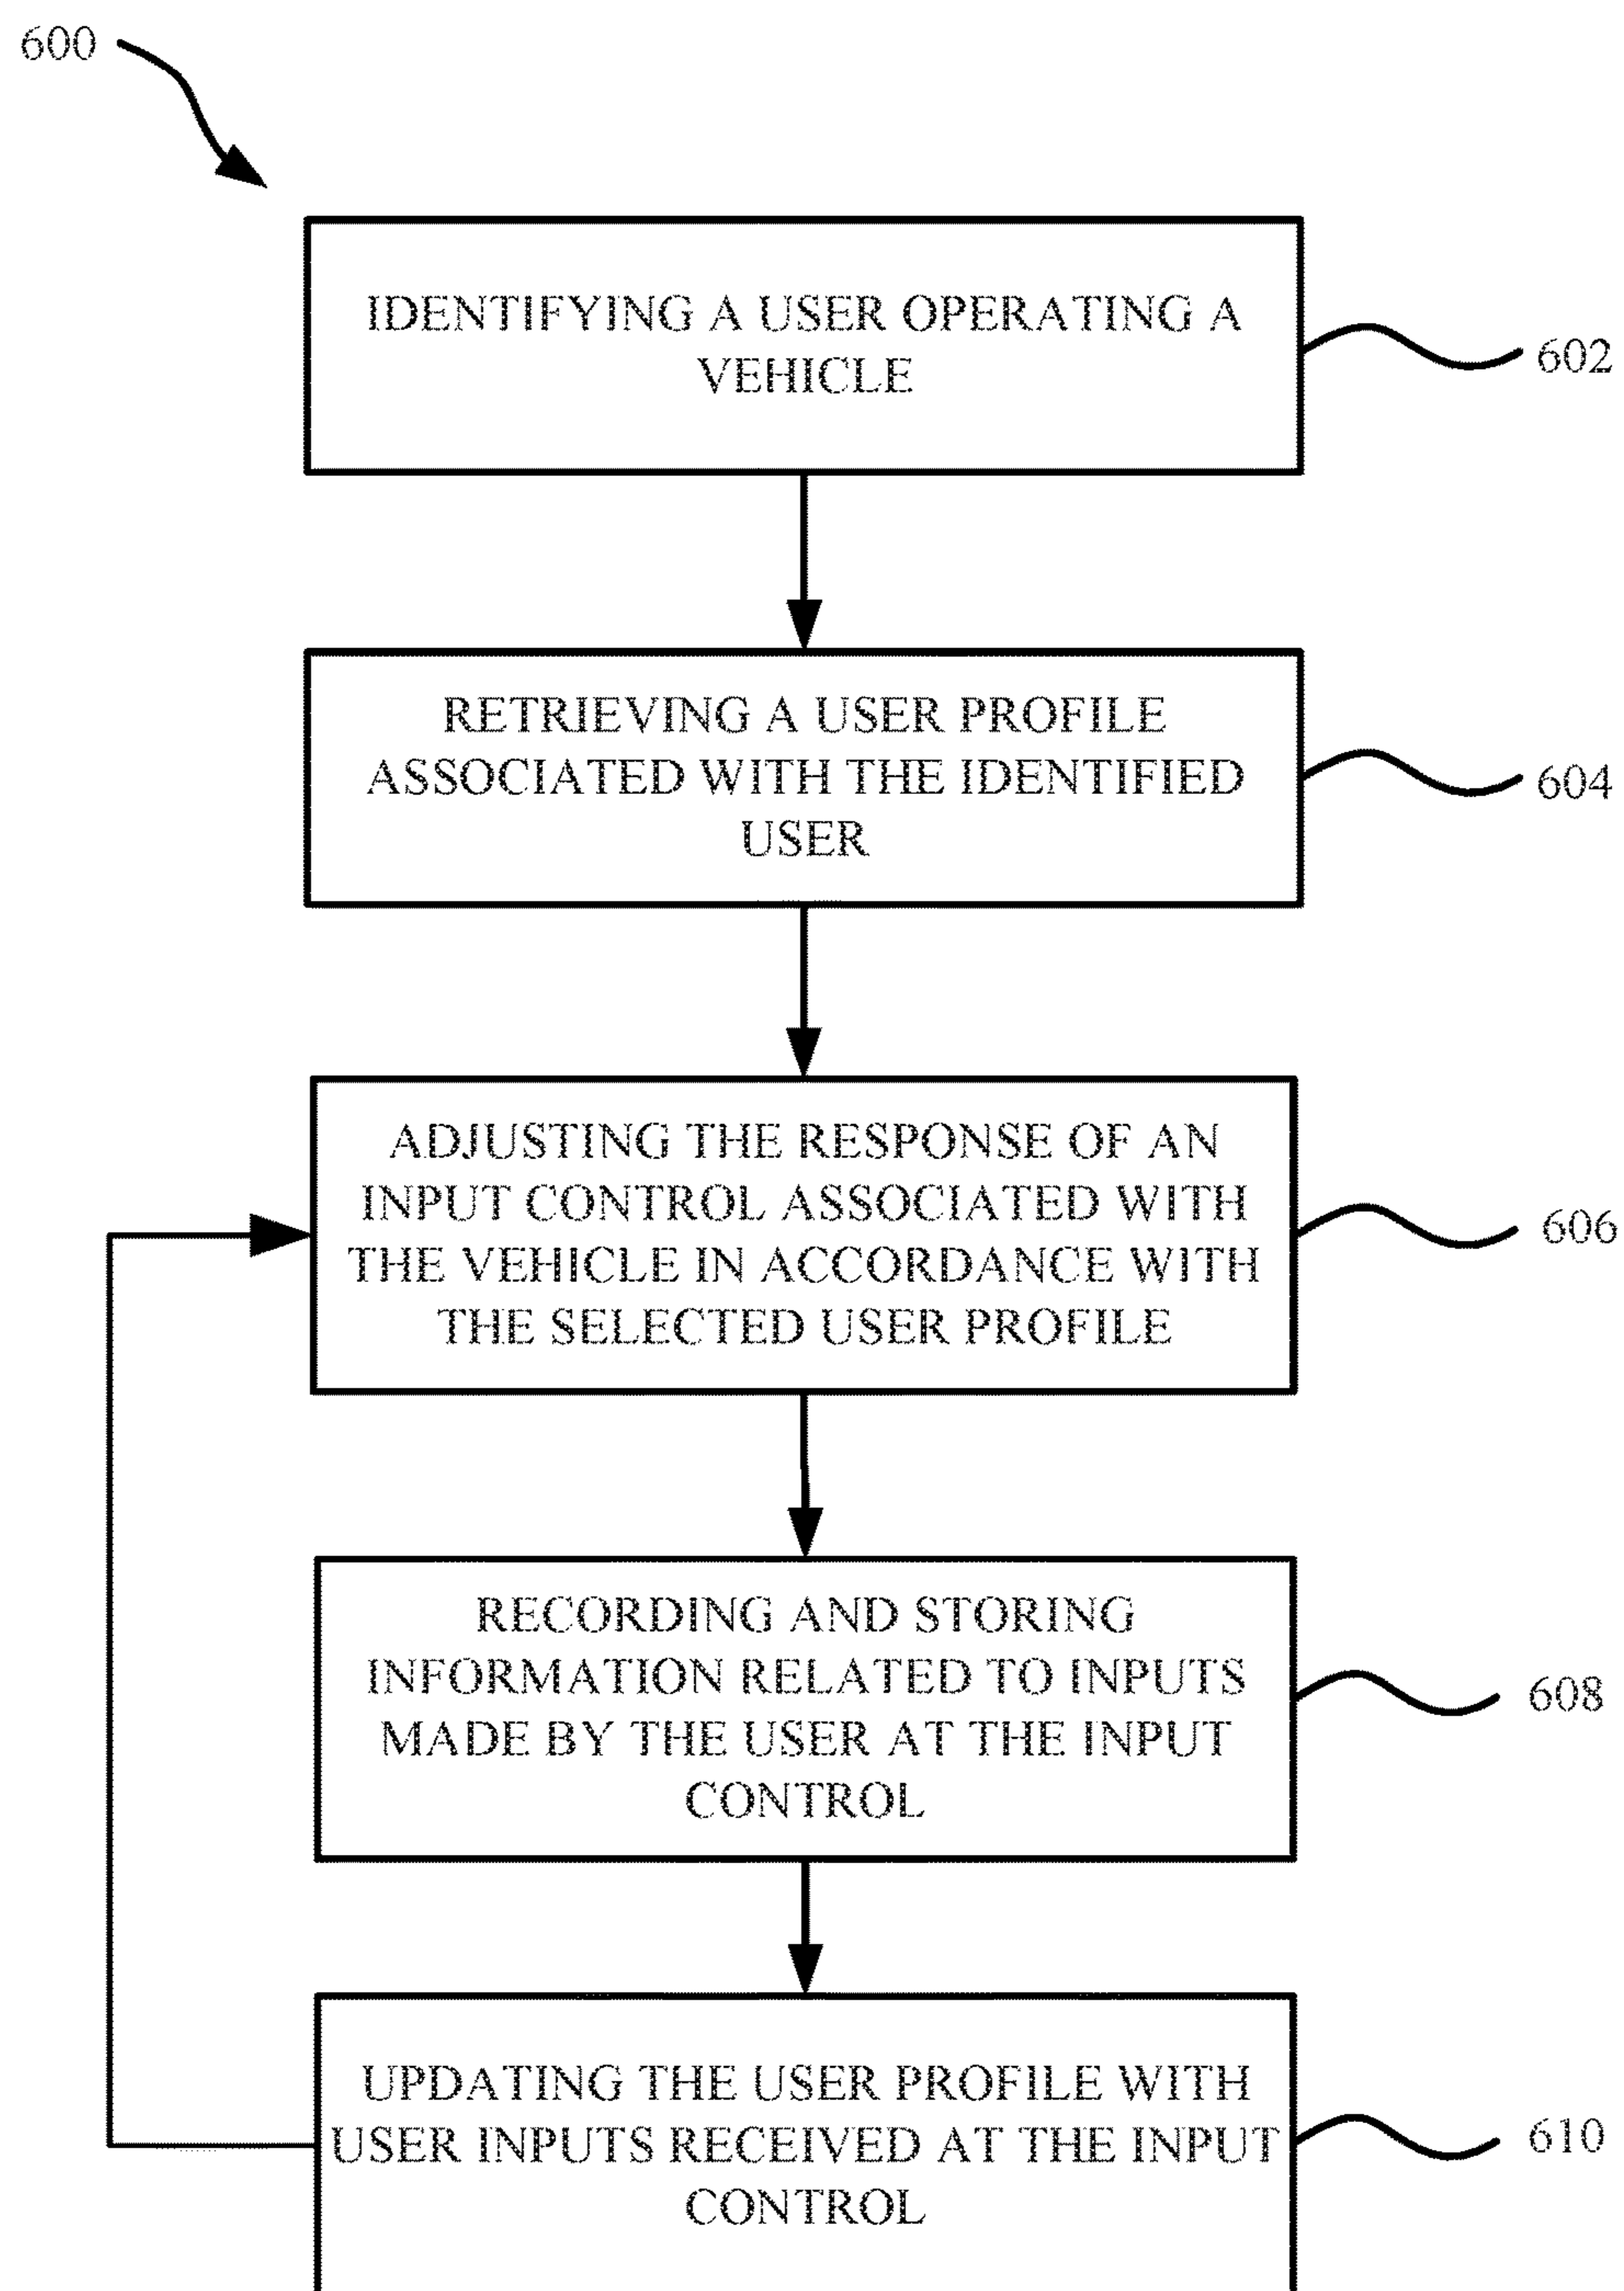 600
IDENTIFYING A USER OPERATING A
VEHICLE
602
RETRIEVING A USER PROFILE
ASSOCIATED WITH THE IDENTIFIED
USER
604
ADJUSTING THE RESPONSE OF AN
INPUT CONTROL ASSOCIATED WITH
THE VEHICLE IN ACCORDANCE WITH
THE SELECTED USER PROFILE
606
RECORDING AND STORING
INFORMATION RELATED TO INPUTS
MADE BY THE USER AT THE INPUT
CONTROL
608
UPDATING THE USER PROFILE WITH
USER INPUTS RECEIVED AT THE INPUT
CONTROL
610